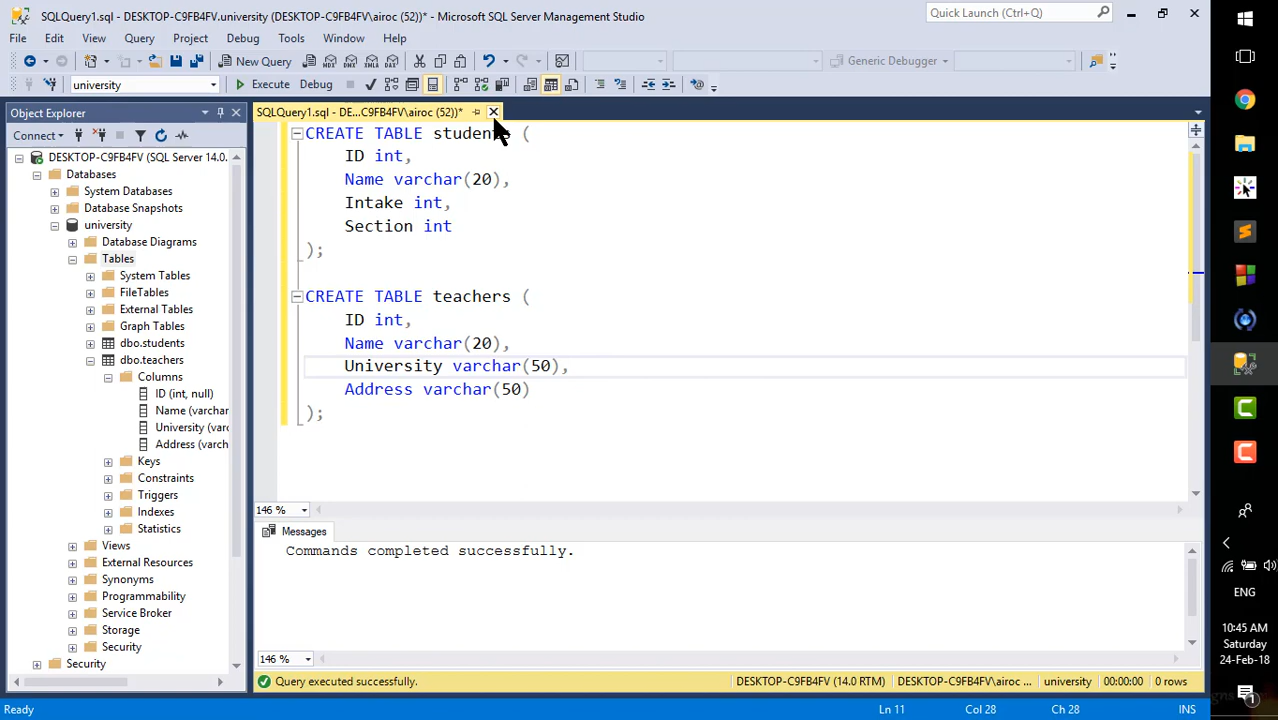 SQLQuery1.sql - DESKTOP-C9FB4FV.university (DESKTOP-C9FB4FV\airoc (52))* - Microsoft SQL Server Management Studio
Quick Launch (Ctrl+Q)
File Edit View Query Project Debug Tools Window Help
New Query
MDX DMX XMLA DAX
Generic Debugger
university
Execute Debug
Object Explorer
SQLQuery1.sql - DE...C9FB4FV\airoc (52))*
Connect
DESKTOP-C9FB4FV (SQL Server 14.0.
Databases
System Databases
Database Snapshots
university
Database Diagrams
Tables
System Tables
FileTables
External Tables
Graph Tables
dbo.students
dbo.teachers
Columns
ID (int, null)
Name (varchar
University (varc
Address (varch
Keys
Constraints
Triggers
Indexes
Statistics
Views
External Resources
Synonyms
Programmability
Service Broker
Storage
Security
Security
CREATE TABLE students (
ID int,
Name varchar(20),
Intake int,
Section int
);
CREATE TABLE teachers (
ID int,
Name varchar(20),
University varchar(50),
Address varchar(50)
);
146 %
Messages
Commands completed successfully.
146 %
Query executed successfully.
DESKTOP-C9FB4FV (14.0 RTM) DESKTOP-C9FB4FV\airoc ... university 00:00:00 0 rows
Ready
Ln 11 Col 28 Ch 28 INS
ENG
10:45 AM
Saturday
24-Feb-18
1